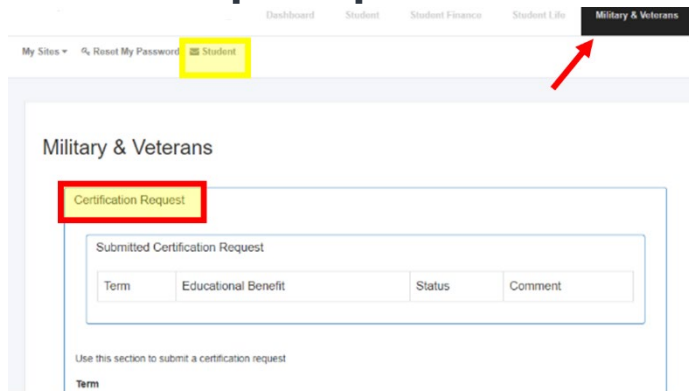 Dashboard Student Student Finance Student Life Military & Veterans
My Sites Reset My Password Student
Military & Veterans
Certification Request
Submitted Certification Request
Term Educational Benefit Status Comment
Use this section to submit a certification request
Term